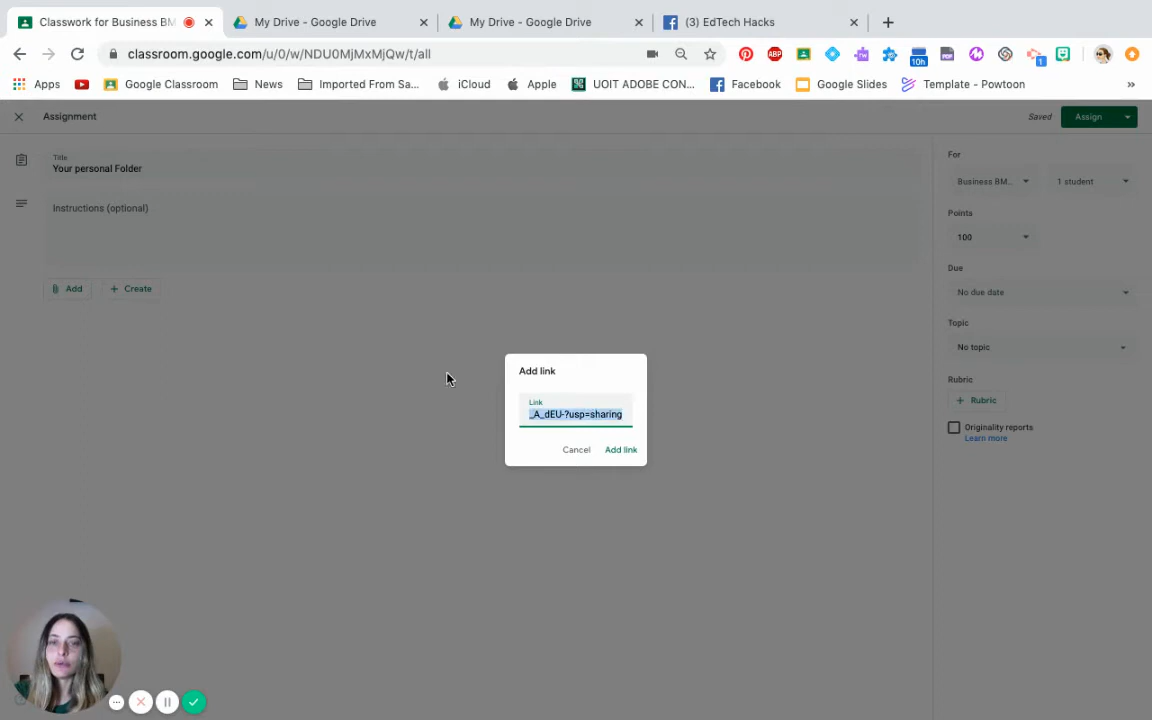 Classwork for Business BM
My Drive - Google Drive
My Drive - Google Drive
(3) EdTech Hacks
classroom.google.com/u/0/w/NDU0MjMxMjQw/t/all
ABP
10h
PDF
1
Apps
Google Classroom
News
Imported From Sa...
iCloud
Apple
UOIT ADOBE CON...
Facebook
Google Slides
Template - Powtoon
»
Assignment
Saved
Assign
Title
Your personal Folder
Instructions (optional)
Add
+ Create
For
Business BM...
1 student
Points
100
Due
No due date
Topic
No topic
Rubric
+ Rubric
Originality reports
Learn more
Add link
Link
_A_dEU-?usp=sharing
Cancel
Add link